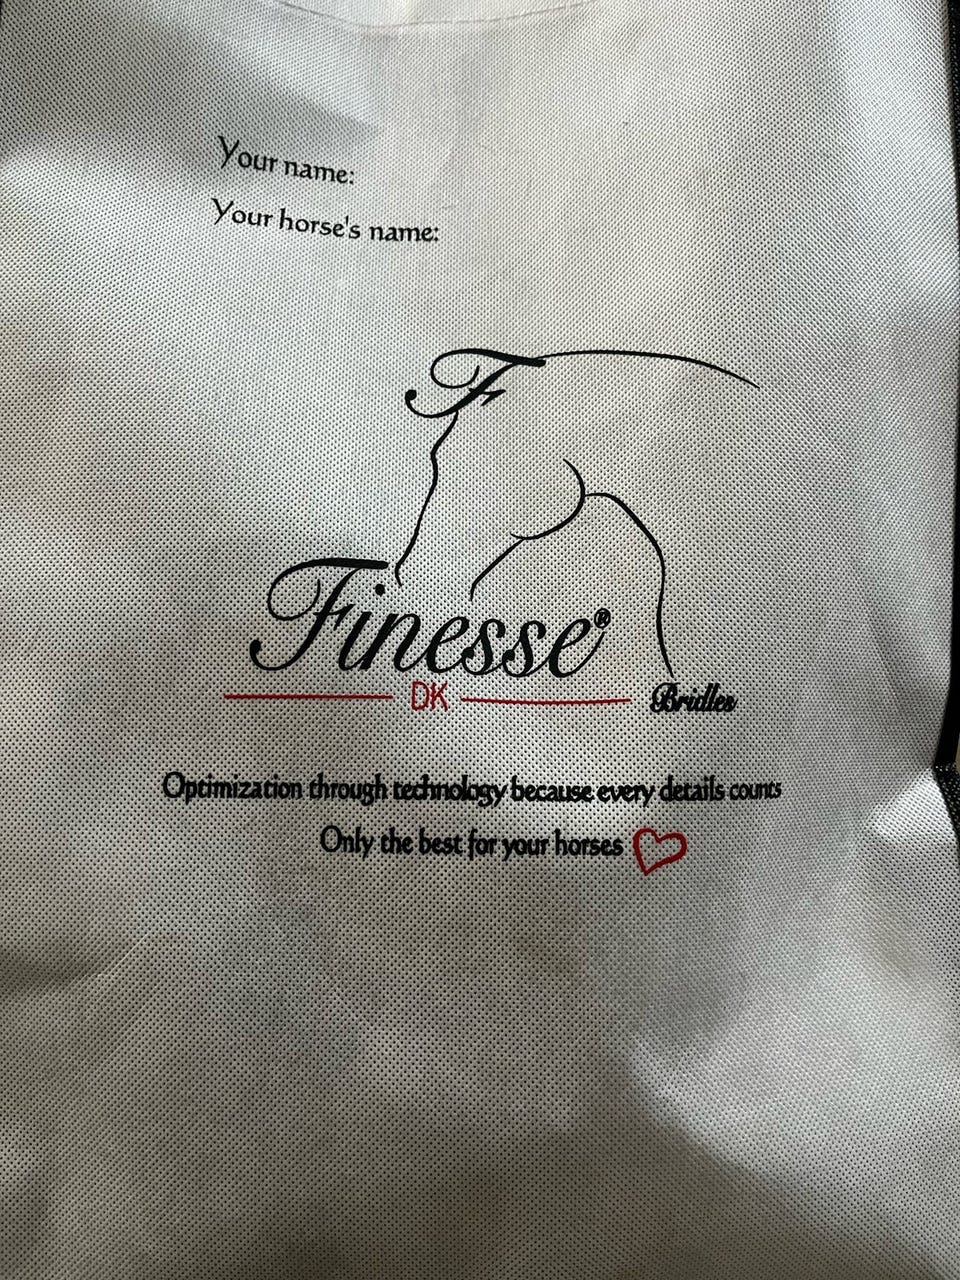 Your name:
Your horse's name:
F
Finesse®
DK
Bridles
Optimization through technology because every details counts
Only the best for your horses